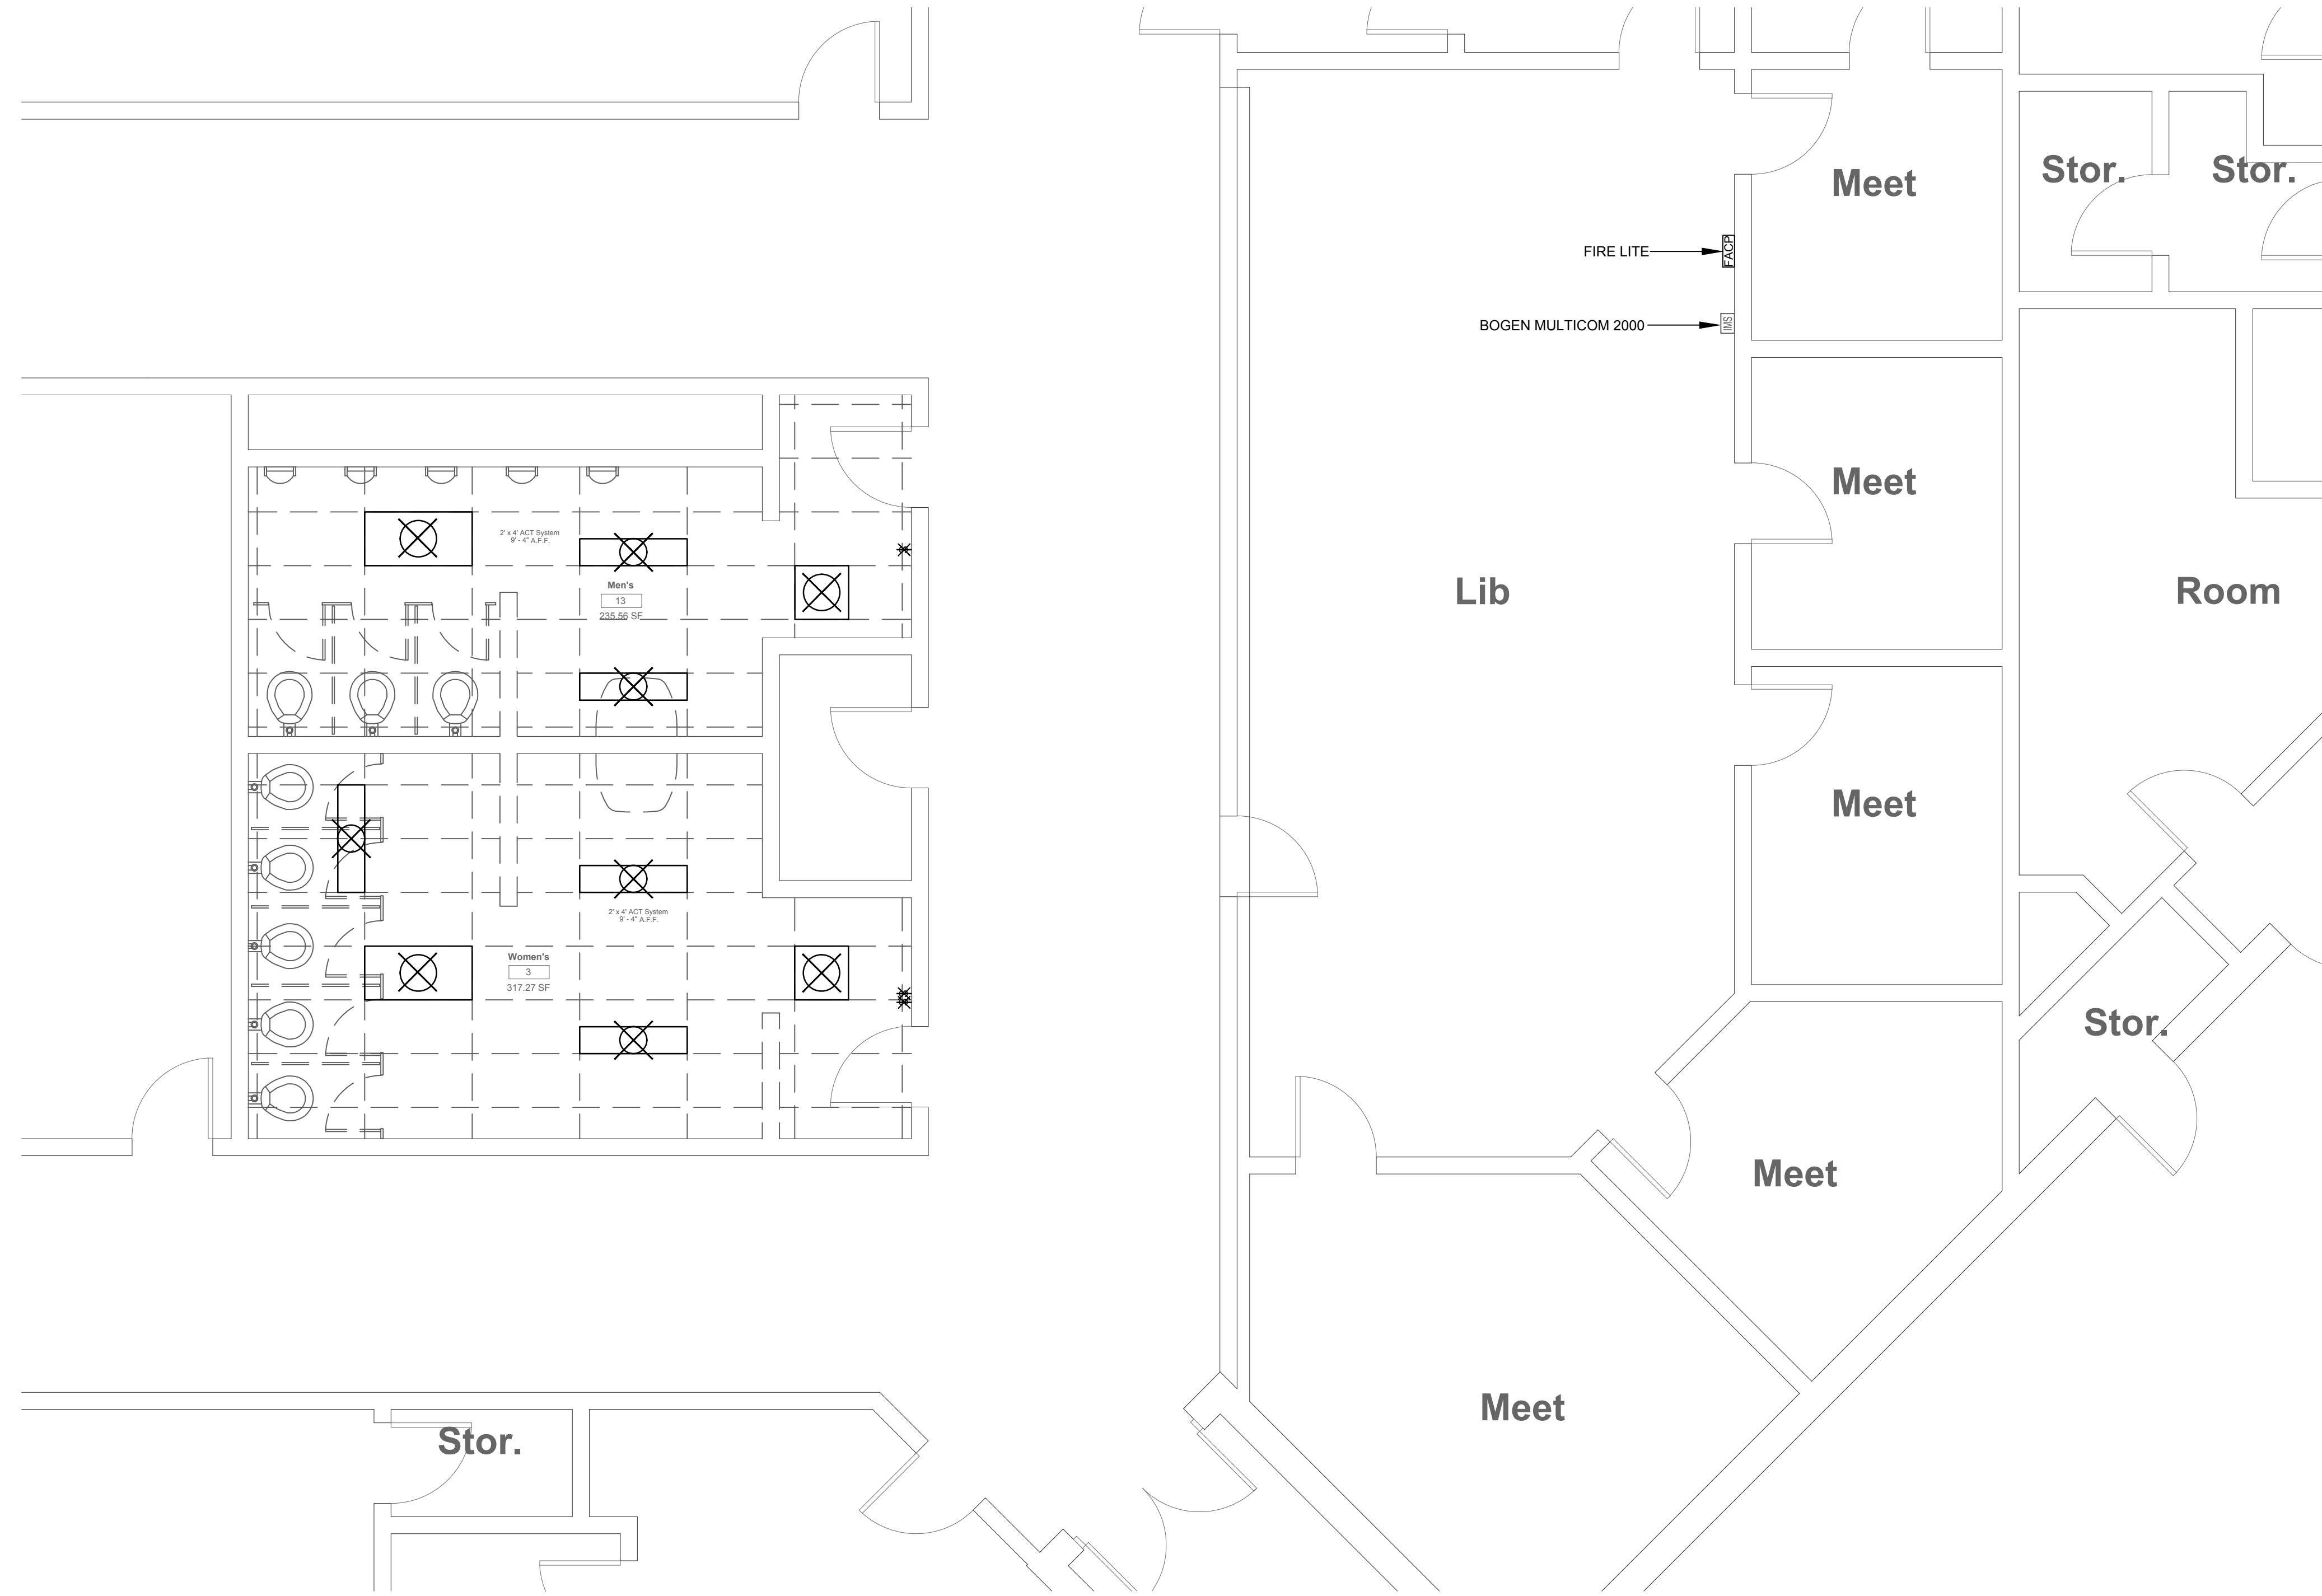 Meet
Stor.
Stor.
FIRE LITE
FACP
BOGEN MULTICOM 2000
IMS
Meet
2' x 4' ACT System
9' - 4" A.F.F.
Men's
13
235.56 SF
Lib
Room
Meet
2' x 4' ACT System
9' - 4" A.F.F.
Women's
3
317.27 SF
Stor.
Meet
Meet
Stor.